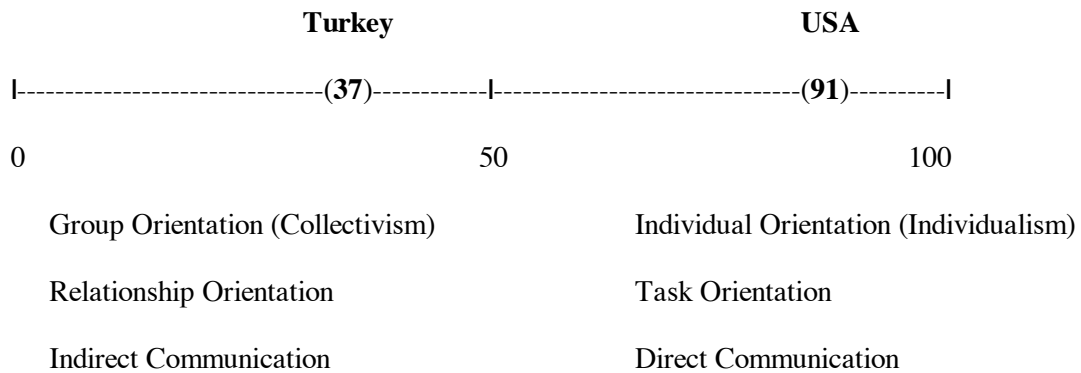 Turkey USA
I--------------------------------(37)------------I--------------------------------(91)----------I
0 50 100
Group Orientation (Collectivism) Individual Orientation (Individualism)
Relationship Orientation Task Orientation
Indirect Communication Direct Communication